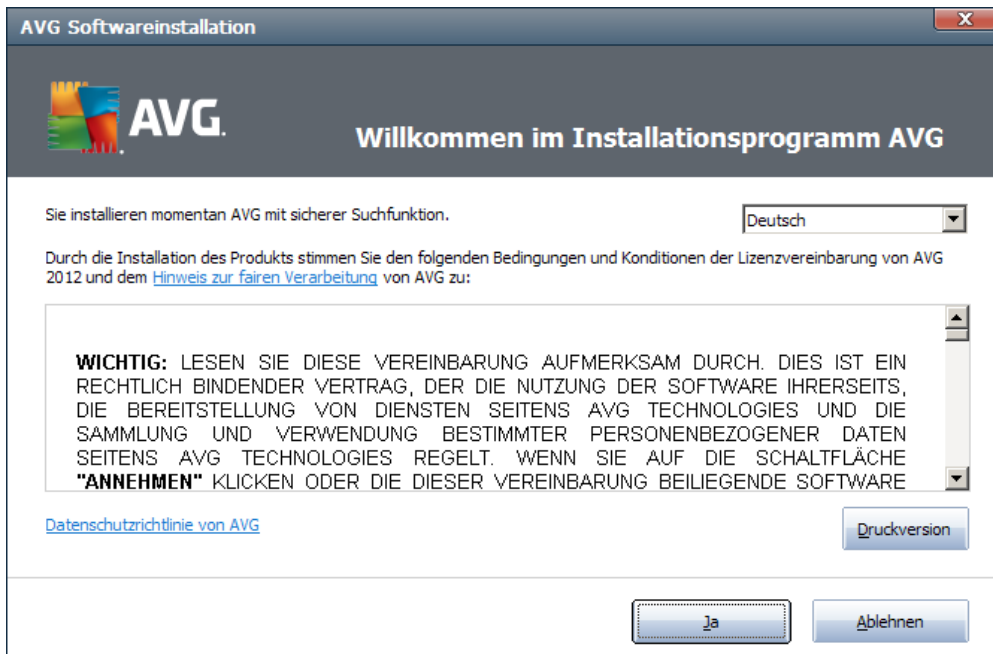 AVG Softwareinstallation
AVG.
Willkommen im Installationsprogramm AVG
Sie installieren momentan AVG mit sicherer Suchfunktion.
Deutsch
Durch die Installation des Produkts stimmen Sie den folgenden Bedingungen und Konditionen der Lizenzvereinbarung von AVG
2012 und dem Hinweis zur fairen Verarbeitung von AVG zu:
WICHTIG: LESEN SIE DIESE VEREINBARUNG AUFMERKSAM DURCH. DIES IST EIN
RECHTLICH BINDENDER VERTRAG, DER DIE NUTZUNG DER SOFTWARE IHRERSEITS,
DIE BEREITSTELLUNG VON DIENSTEN SEITENS AVG TECHNOLOGIES UND DIE
SAMMLUNG UND VERWENDUNG BESTIMMTER PERSONENBEZOGENER DATEN
SEITENS AVG TECHNOLOGIES REGELT. WENN SIE AUF DIE SCHALTFLÄCHE
"ANNEHMEN" KLICKEN ODER DIE DIESER VEREINBARUNG BEILIEGENDE SOFTWARE
Datenschutzrichtlinie von AVG
Druckversion
Ja
Ablehnen